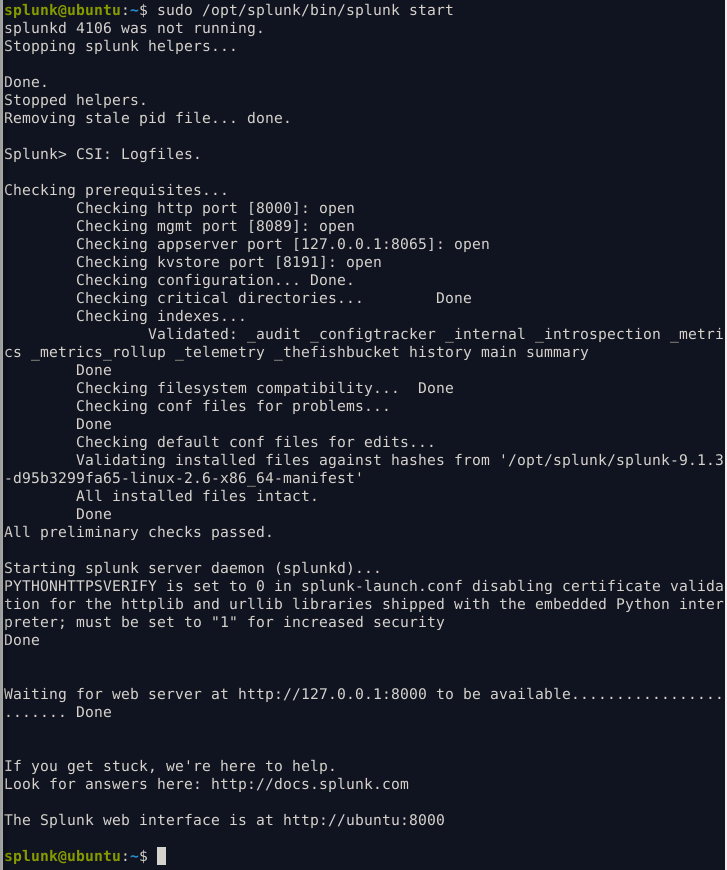 splunk@ubuntu:~$ sudo /opt/splunk/bin/splunk start
splunkd 4106 was not running.
Stopping splunk helpers...
Done.
Stopped helpers.
Removing stale pid file... done.
Splunk> CSI: Logfiles.
Checking prerequisites...
Checking http port [8000]: open
Checking mgmt port [8089]: open
Checking appserver port [127.0.0.1:8065]: open
Checking kvstore port [8191]: open
Checking configuration... Done.
Checking critical directories...        Done
Checking indexes...
Validated: _audit _configtracker _internal _introspection _metri
cs _metrics_rollup _telemetry _thefishbucket history main summary
Done
Checking filesystem compatibility...  Done
Checking conf files for problems...
Done
Checking default conf files for edits...
Validating installed files against hashes from '/opt/splunk/splunk-9.1.3
-d95b3299fa65-linux-2.6-x86_64-manifest'
All installed files intact.
Done
All preliminary checks passed.
Starting splunk server daemon (splunkd)...
PYTHONHTTPSVERIFY is set to 0 in splunk-launch.conf disabling certificate valida
tion for the httplib and urllib libraries shipped with the embedded Python inter
preter; must be set to "1" for increased security
Done
Waiting for web server at http://127.0.0.1:8000 to be available.................
....... Done
If you get stuck, we're here to help.
Look for answers here: http://docs.splunk.com
The Splunk web interface is at http://ubuntu:8000
splunk@ubuntu:~$